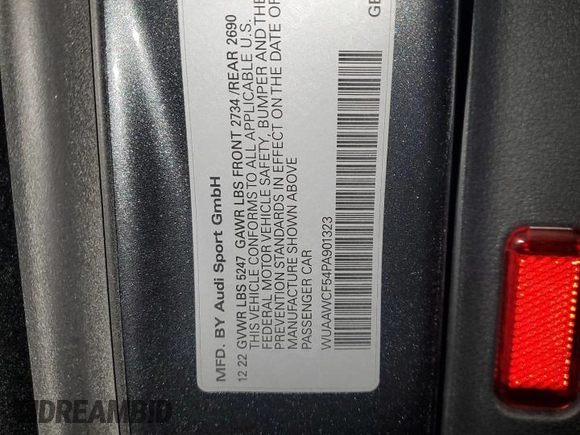 MFD. BY Audi Sport GmbH
12 22 GVWR LBS 5247 GAWR LBS FRONT 2734 /REAR 2690
THIS VEHICLE CONFORMS TO ALL APPLICABLE U.S.
FEDERAL MOTOR VEHICLE SAFETY, BUMPER AND THE
PREVENTION STANDARDS IN EFFECT ON THE DATE OF
MANUFACTURE SHOWN ABOVE
PASSENGER CAR
WUAAWCF54PA901323
GE
DREAMBID